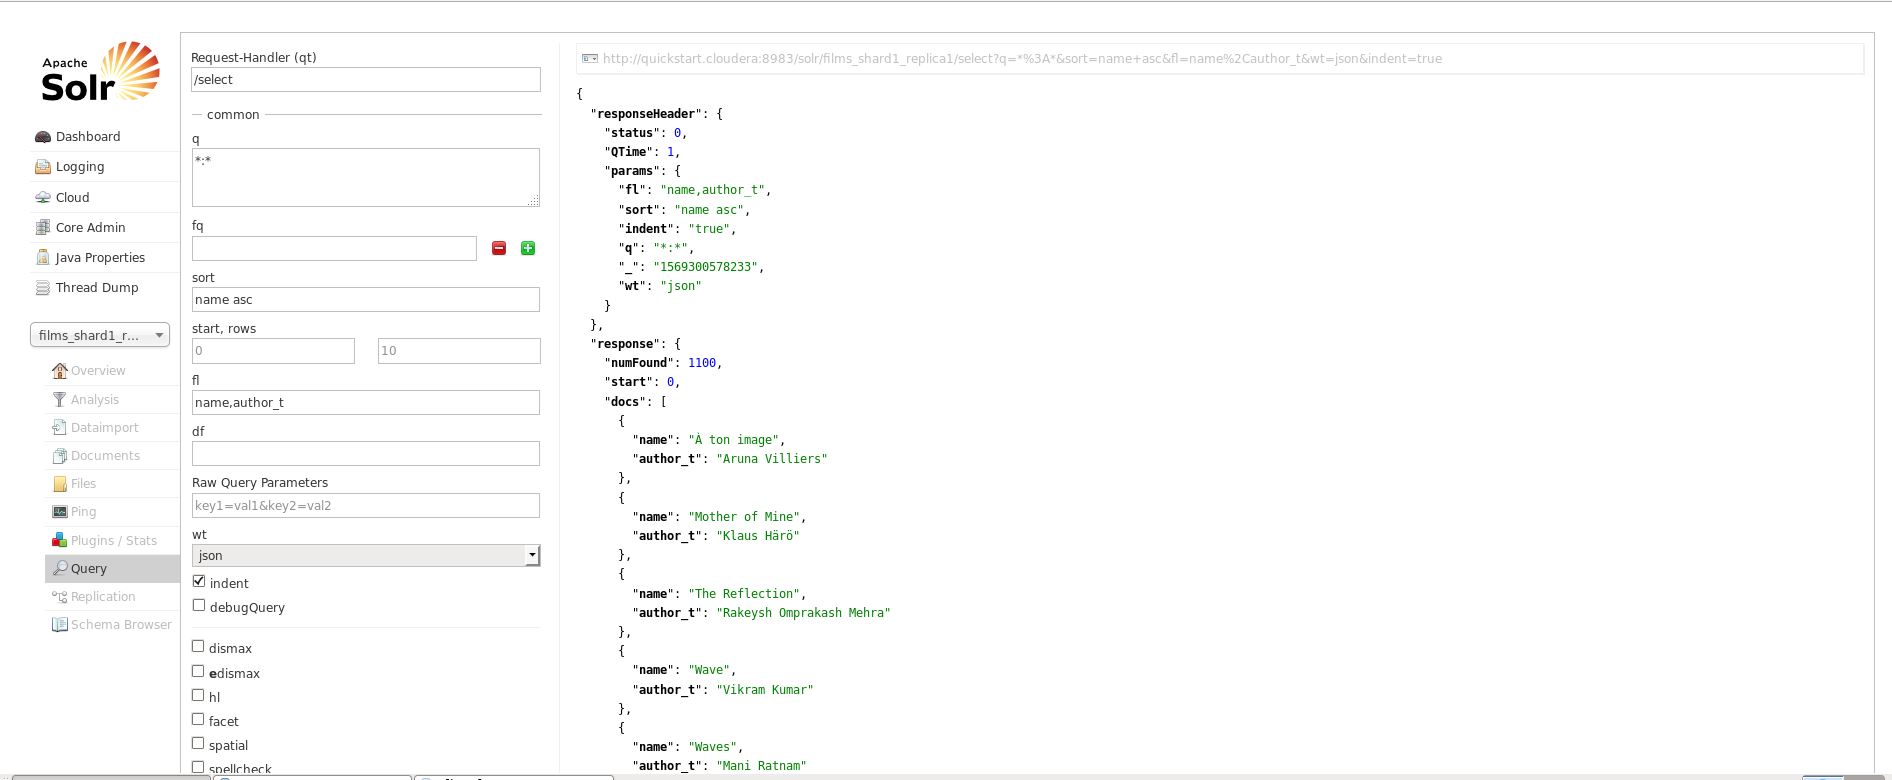 Apache
Solr
Dashboard
Logging
Cloud
Core Admin
Java Properties
Thread Dump
films_shard1_r...
Overview
Analysis
Dataimport
Documents
Files
Ping
Plugins / Stats
Query
Replication
Schema Browser
Request-Handler (qt)
/select
common
q
*:*
fq
sort
name asc
start, rows
0 10
fl
name,author_t
df
Raw Query Parameters
key1=val1&key2=val2
wt
json
indent
debugQuery
dismax
edismax
hl
facet
spatial
spellcheck
http://quickstart.cloudera:8983/solr/films_shard1_replica1/select?q=*%3A*&sort=name+asc&fl=name%2Cauthor_t&wt=json&indent=true
{
"responseHeader": {
"status": 0,
"QTime": 1,
"params": {
"fl": "name,author_t",
"sort": "name asc",
"indent": "true",
"q": "*:*",
"_": "1569300578233",
"wt": "json"
}
},
"response": {
"numFound": 1100,
"start": 0,
"docs": [
{
"name": "À ton image",
"author_t": "Aruna Villiers"
},
{
"name": "Mother of Mine",
"author_t": "Klaus Härö"
},
{
"name": "The Reflection",
"author_t": "Rakeysh Omprakash Mehra"
},
{
"name": "Wave",
"author_t": "Vikram Kumar"
},
{
"name": "Waves",
"author_t": "Mani Ratnam"